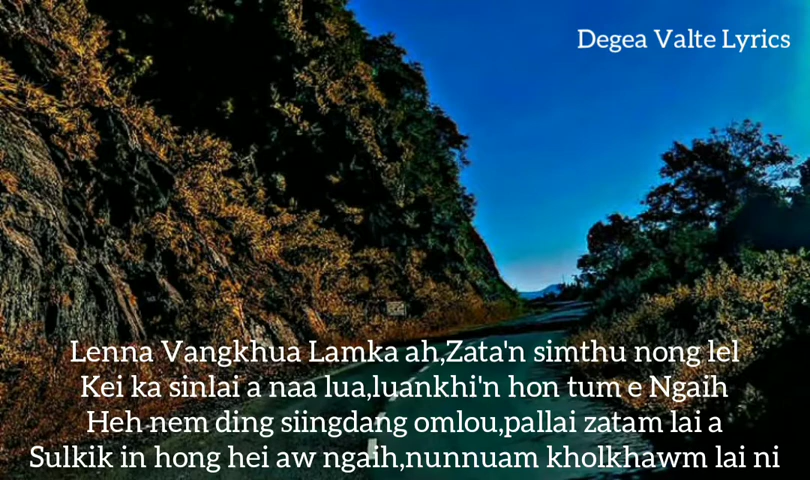 Degea Valte Lyrics
Lenna Vangkhua Lamka ah,Zata'n simthu nong lel
Kei ka sinlai a naa lua,luankhi'n hon tum e Ngaih
Heh nem ding siingdang omlou,pallai zatam lai a
Sulkik in hong hei aw ngaih,nunnuam kholkhawm lai ni